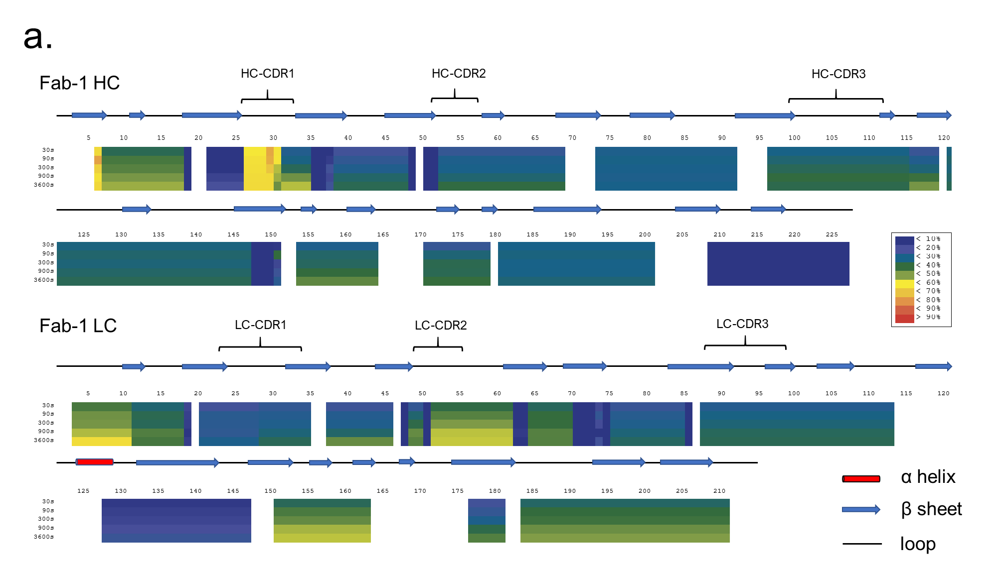 a.
Fab-1 HC
HC-CDR1 HC-CDR2 HC-CDR3
5 10 15 20 25 30 35 40 45 50 55 60 65 70 75 80 85 90 95 100 105 110 115 120
30s
90s
300s
900s
3600s
125 130 135 140 145 150 155 160 165 170 175 180 185 190 195 200 205 210 215 220 225
30s
90s
300s
900s
3600s
< 10%
< 20%
< 30%
< 40%
< 50%
< 60%
< 70%
< 80%
< 90%
> 90%
Fab-1 LC
LC-CDR1 LC-CDR2 LC-CDR3
5 10 15 20 25 30 35 40 45 50 55 60 65 70 75 80 85 90 95 100 105 110 115 120
30s
90s
300s
900s
3600s
125 130 135 140 145 150 155 160 165 170 175 180 185 190 195 200 205 210
30s
90s
300s
900s
3600s
α helix
β sheet
loop